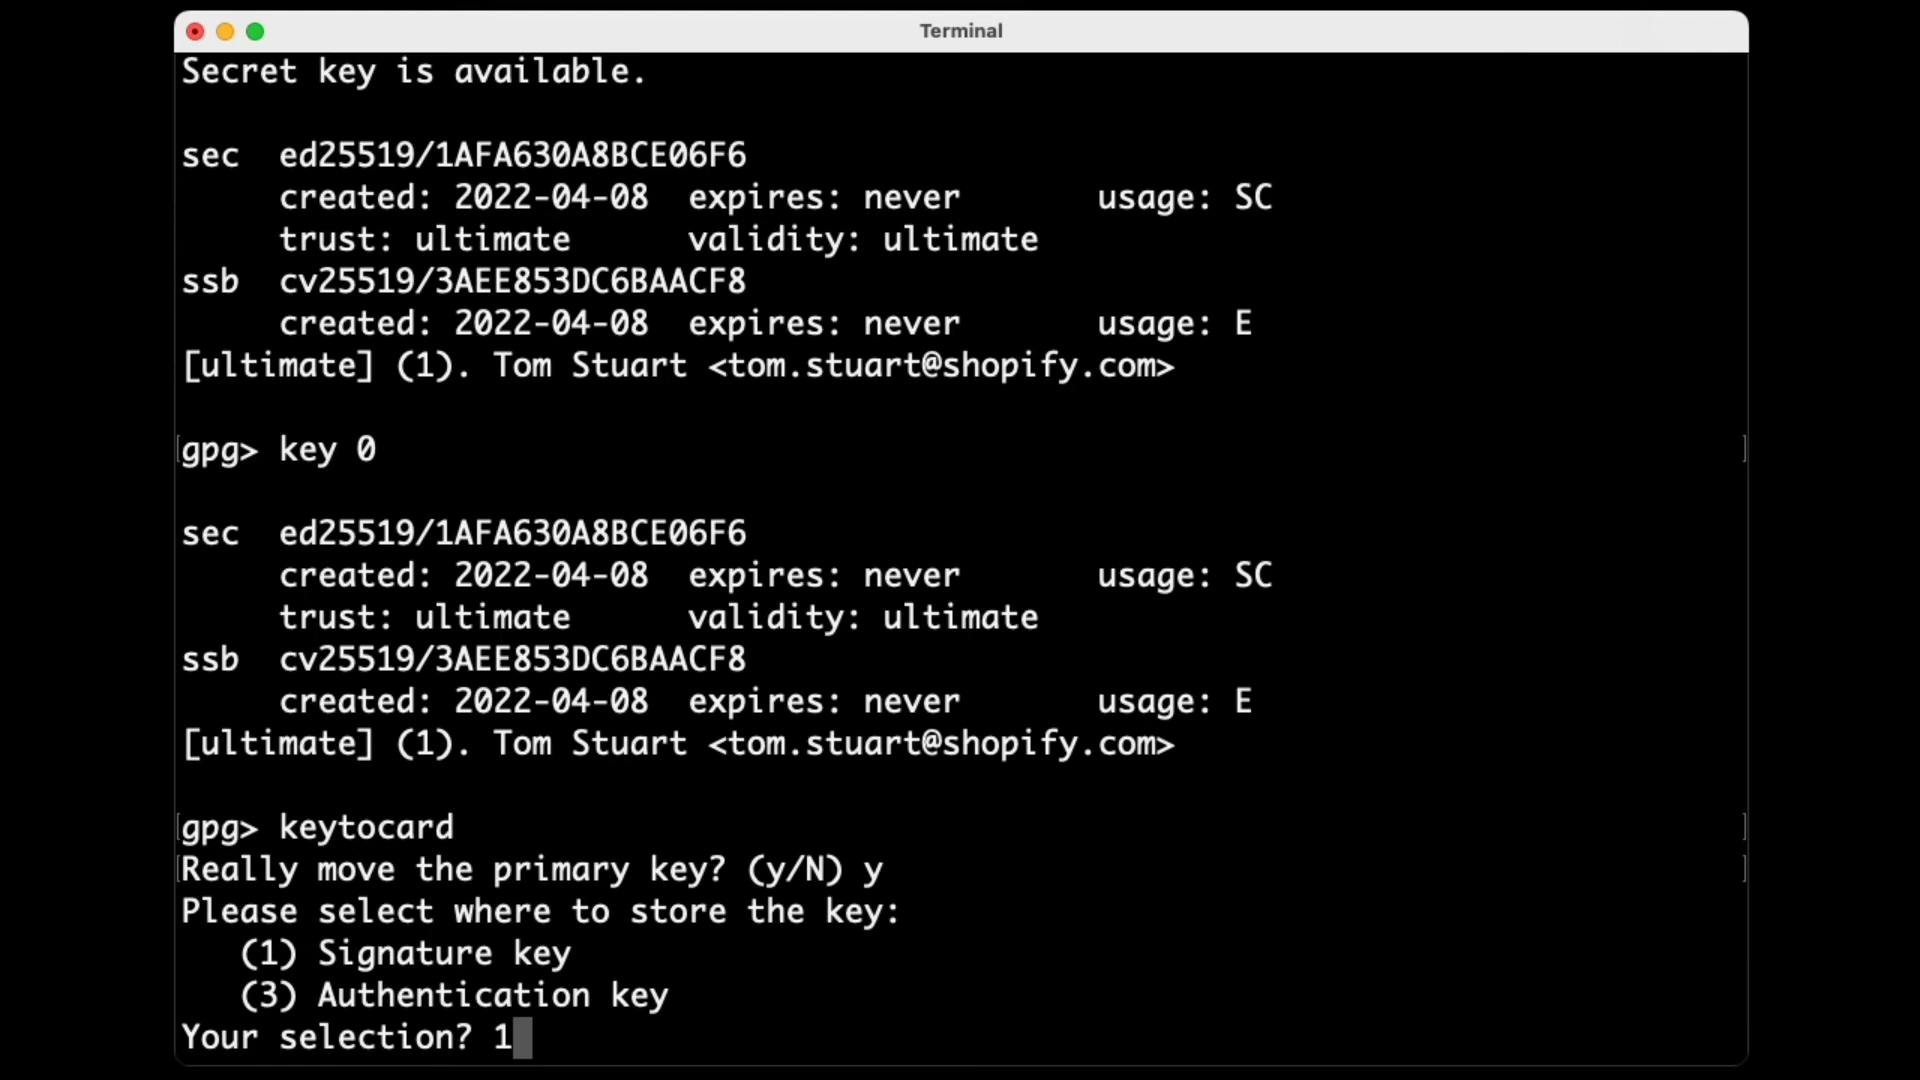 Terminal
Secret key is available.
sec  ed25519/1AFA630A8BCE06F6
     created: 2022-04-08  expires: never       usage: SC
     trust: ultimate      validity: ultimate
ssb  cv25519/3AEE853DC6BAACF8
     created: 2022-04-08  expires: never       usage: E
[ultimate] (1). Tom Stuart <tom.stuart@shopify.com>
[gpg> key 0 ]
sec  ed25519/1AFA630A8BCE06F6
     created: 2022-04-08  expires: never       usage: SC
     trust: ultimate      validity: ultimate
ssb  cv25519/3AEE853DC6BAACF8
     created: 2022-04-08  expires: never       usage: E
[ultimate] (1). Tom Stuart <tom.stuart@shopify.com>
[gpg> keytocard ]
[Really move the primary key? (y/N) y ]
Please select where to store the key:
   (1) Signature key
   (3) Authentication key
Your selection? 1